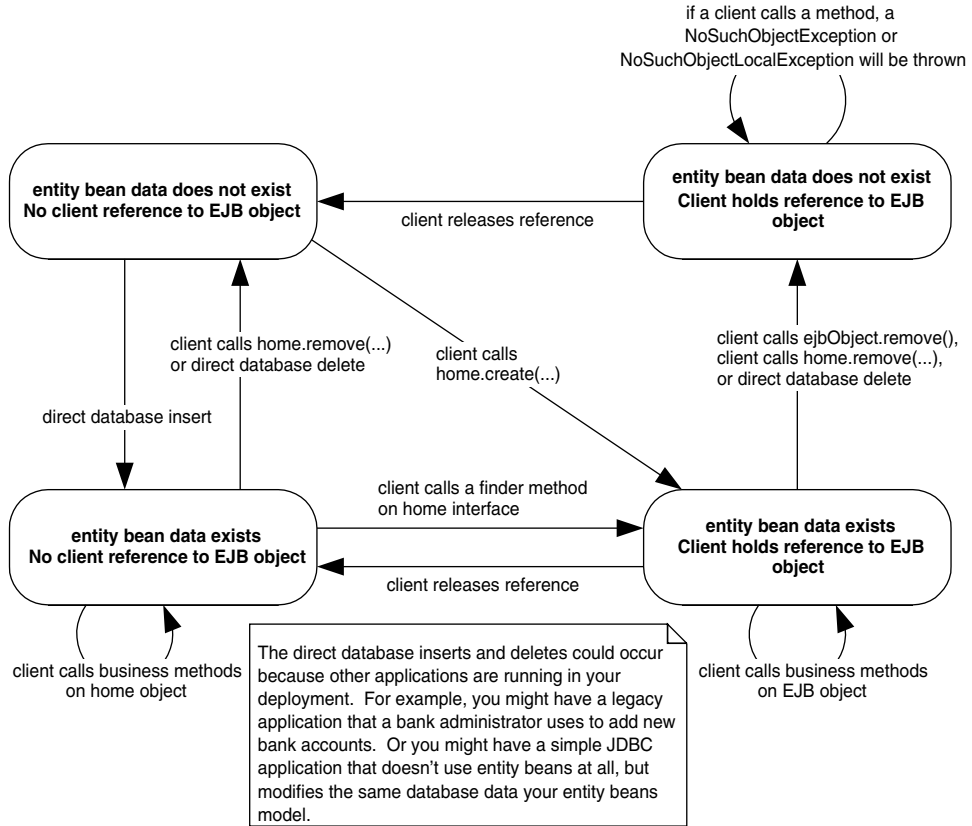 if a client calls a method, a
NoSuchObjectException or
NoSuchObjectLocalException will be thrown
entity bean data does not exist
No client reference to EJB object
entity bean data does not exist
Client holds reference to EJB
object
client releases reference
client calls home.remove(...)
or direct database delete
client calls
home.create(...)
client calls ejbObject.remove(),
client calls home.remove(...),
or direct database delete
direct database insert
client calls a finder method
on home interface
entity bean data exists
No client reference to EJB object
entity bean data exists
Client holds reference to EJB
object
client releases reference
client calls business methods
on home object
The direct database inserts and deletes could occur
because other applications are running in your
deployment.  For example, you might have a legacy
application that a bank administrator uses to add new
bank accounts.  Or you might have a simple JDBC
application that doesn't use entity beans at all, but
modifies the same database data your entity beans
model.
client calls business methods
on EJB object